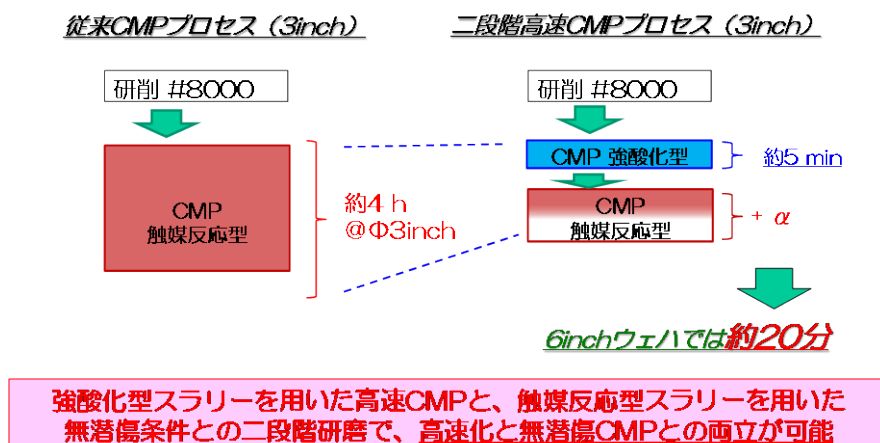 従来CMPプロセス（3inch）
研削 #8000
CMP
触媒反応型
約4 h
@Φ3inch
二段階高速CMPプロセス（3inch）
研削 #8000
CMP 強酸化型
約5 min
CMP
触媒反応型
+ α
6inchウェハでは約20分
強酸化型スラリーを用いた高速CMPと、触媒反応型スラリーを用いた
無潜傷条件との二段階研磨で、高速化と無潜傷CMPとの両立が可能